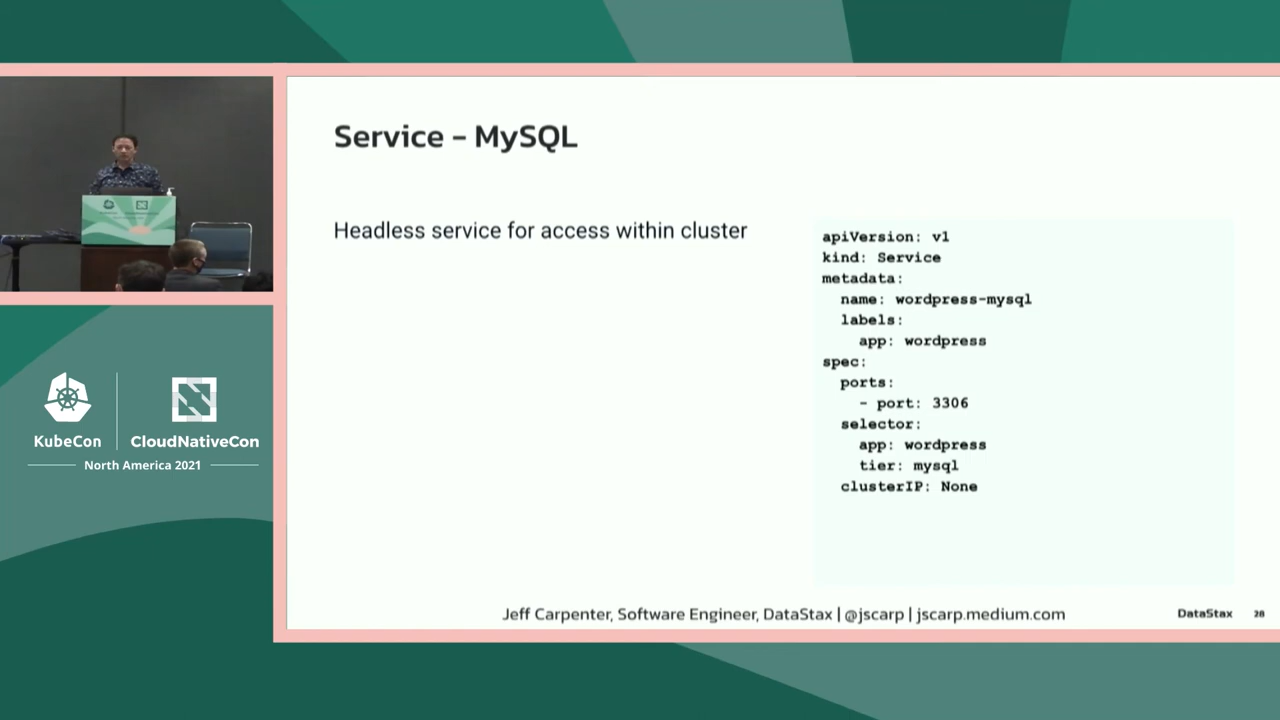 Service – MySQL
Headless service for access within cluster
apiVersion: v1
kind: Service
metadata:
  name: wordpress-mysql
  labels:
    app: wordpress
spec:
  ports:
    - port: 3306
  selector:
    app: wordpress
    tier: mysql
  clusterIP: None
Jeff Carpenter, Software Engineer, DataStax | @jscarp | jscarp.medium.com
DataStax 28
KubeCon
CloudNativeCon
North America 2021